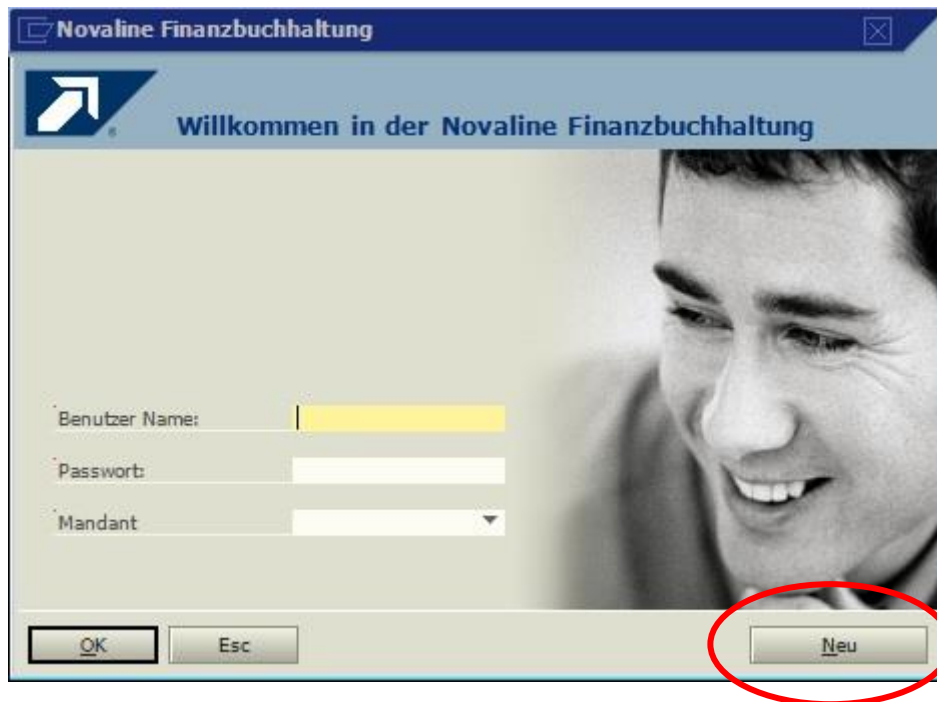 Novaline Finanzbuchhaltung
Willkommen in der Novaline Finanzbuchhaltung
Benutzer Name:
Passwort:
Mandant
OK Esc Neu